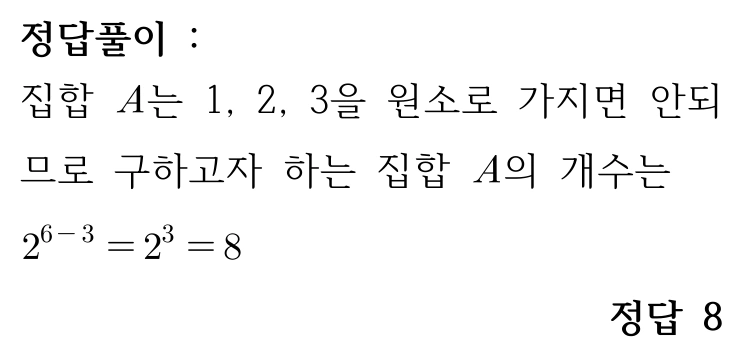 정답풀이 :
집합 A는 1, 2, 3을 원소로 가지면 안되
므로 구하고자 하는 집합 A의 개수는
2^{6-3} = 2^3 = 8
정답 8